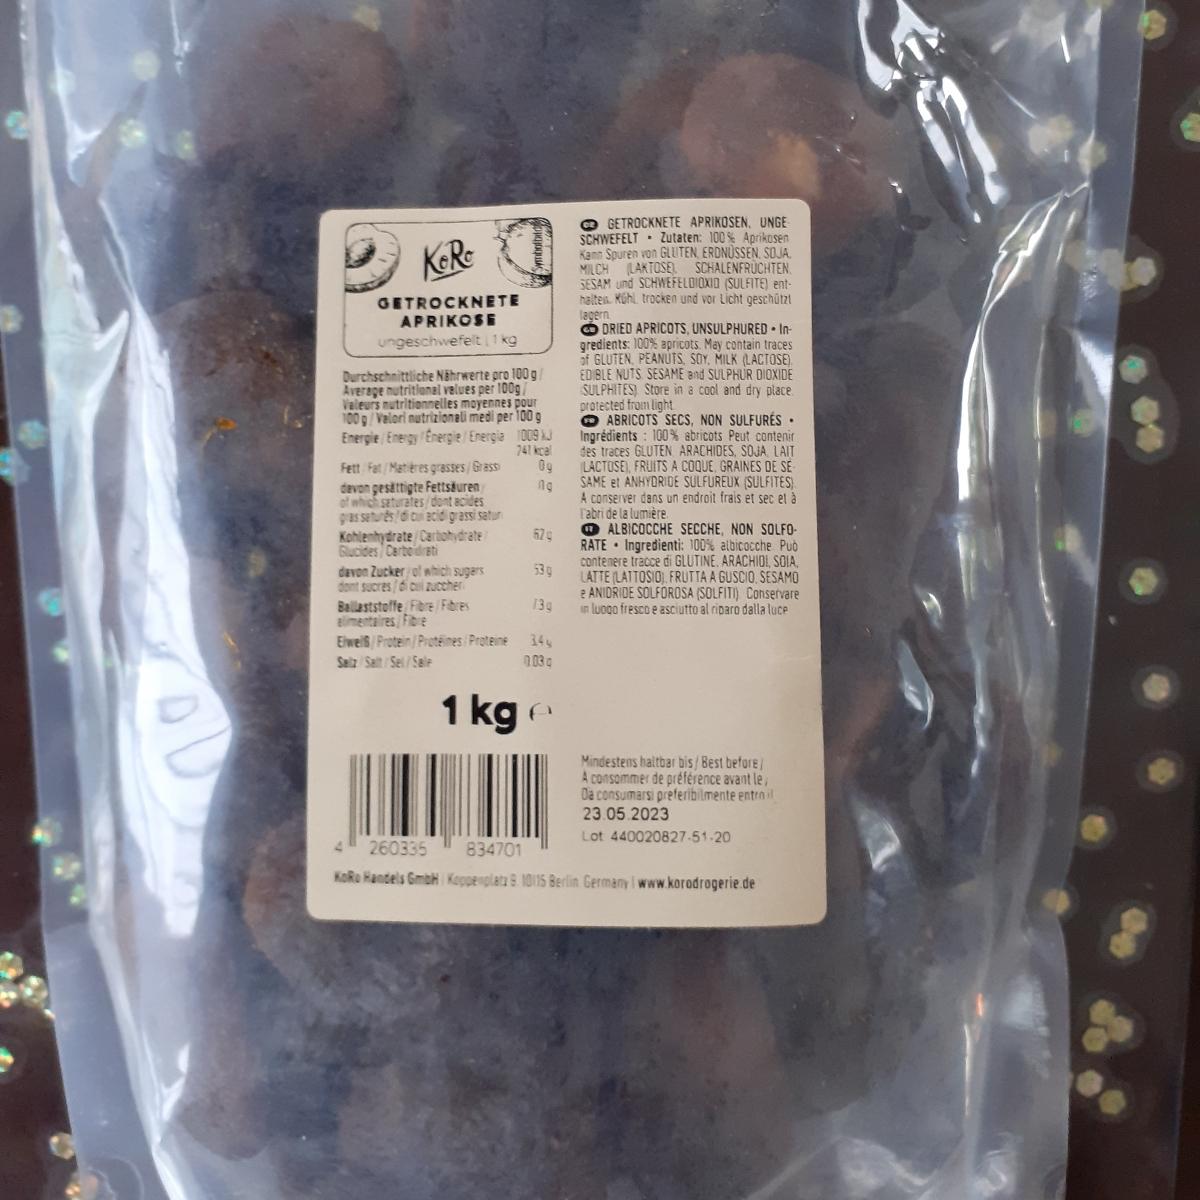 KoRo
Symbolbild
GETROCKNETE
APRIKOSE
ungeschwefelt | 1 kg
Durchschnittliche Nährwerte pro 100 g /
Average nutritional values per 100g /
Valeurs nutritionnelles moyennes pour
100 g / Valori nutrizionali medi per 100 g
Energie / Energy / Énergie / Energia 1009 kJ
241 kcal
Fett / Fat / Matières grasses / Grassi 0 g
davon gesättigte Fettsäuren / 0 g
of which saturates / dont acides
gras saturés / di cui acidi grassi saturi
Kohlenhydrate / Carbohydrate / 62 g
Glucides / Carboidrati
davon Zucker / of which sugars 53 g
dont sucres / di cui zuccheri
Ballaststoffe / Fibre / Fibres 7.3 g
élimentaires / Fibre
Eiweiß / Protein / Protéines / Proteine 3.4 g
Salz / Salt / Sel / Sale 0.03 g
1 kg e
4 260335 834701
DE GETROCKNETE APRIKOSEN, UNGE-
SCHWEFELT • Zutaten: 100 % Aprikosen
Kann Spuren von GLUTEN, ERDNÜSSEN, SOJA,
MILCH (LAKTOSE), SCHALENFRÜCHTEN,
SESAM und SCHWEFELDIOXID (SULFITE) ent-
halten. Kühl, trocken und vor Licht geschützt
lagern.
DRIED APRICOTS, UNSULPHURED • In-
gredients: 100% apricots. May contain traces
of GLUTEN, PEANUTS, SOY, MILK (LACTOSE),
EDIBLE NUTS, SESAME and SULPHUR DIOXIDE
(SULPHITES). Store in a cool and dry place,
protected from light.
FR ABRICOTS SECS, NON SULFURÉS •
Ingrédients : 100% abricots Peut contenir
des traces GLUTEN, ARACHIDES, SOJA, LAIT
(LACTOSE), FRUITS A COQUE, GRAINES DE SÉ-
SAME et ANHYDRIDE SULFUREUX (SULFITES).
A conserver dans un endroit frais et sec et à
l'abri de la lumière.
IT ALBICOCCHE SECCHE, NON SOLFO-
RATE • Ingredienti: 100% albicocche. Può
contenere tracce di GLUTINE, ARACHIDI, SOIA,
LATTE (LATTOSIO), FRUTTA A GUSCIO, SESAMO
e ANIDRIDE SOLFOROSA (SOLFITI). Conservare
in luogo fresco e asciutto al riparo dalla luce
Mindestens haltbar bis / Best before /
À consommer de préférence avant le /
Da consumarsi preferibilmente entro il
23.05.2023
Lot 440020827-51-20
KoRo Handels GmbH | Koppenplatz 9, 10115 Berlin, Germany | www.korodrogerie.de